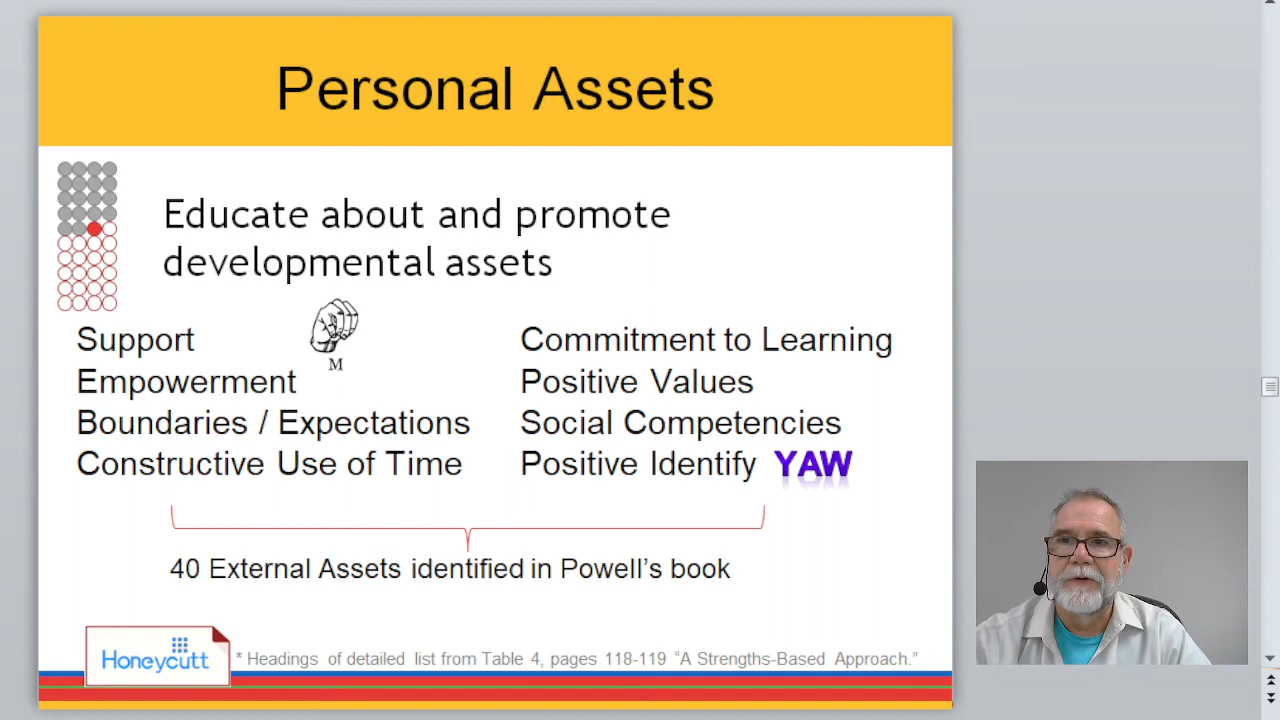 Personal Assets
Educate about and promote
developmental assets
Support
Empowerment
Boundaries / Expectations
Constructive Use of Time
M
Commitment to Learning
Positive Values
Social Competencies
Positive Identify YAW
40 External Assets identified in Powell's book
Honeycutt
* Headings of detailed list from Table 4, pages 118-119 “A Strengths-Based Approach.”